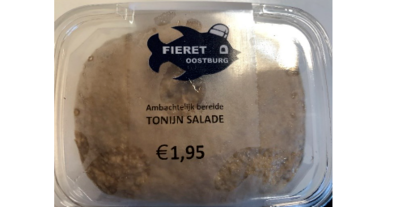 FIERET
OOSTBURG
Ambachtelijk bereide
TONIJN SALADE
€1,95